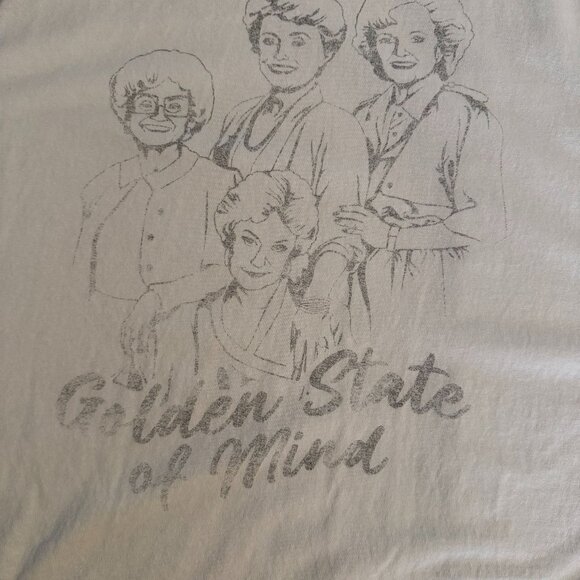 Golden State
of Mind